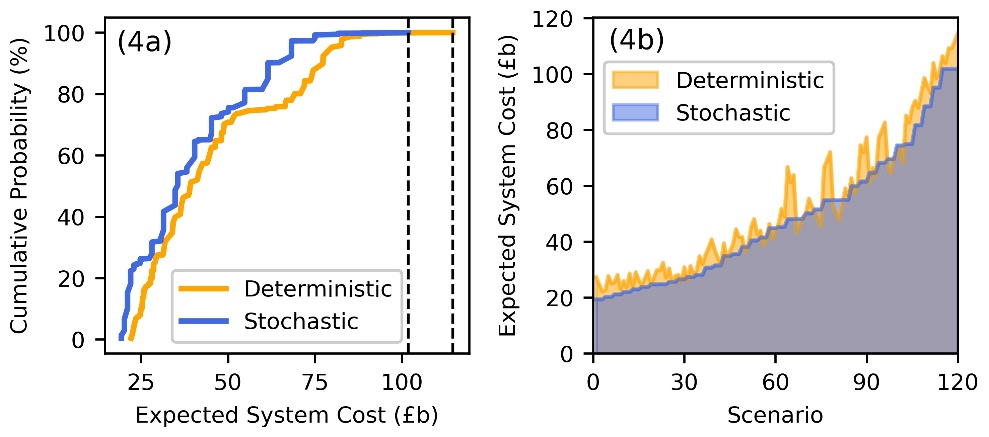 (4a)
Cumulative Probability (%)
100
80
60
40
20
0
Deterministic
Stochastic
25 50 75 100
Expected System Cost (£b)
(4b)
Expected System Cost (£b)
120
100
80
60
40
20
0
Deterministic
Stochastic
0 30 60 90 120
Scenario